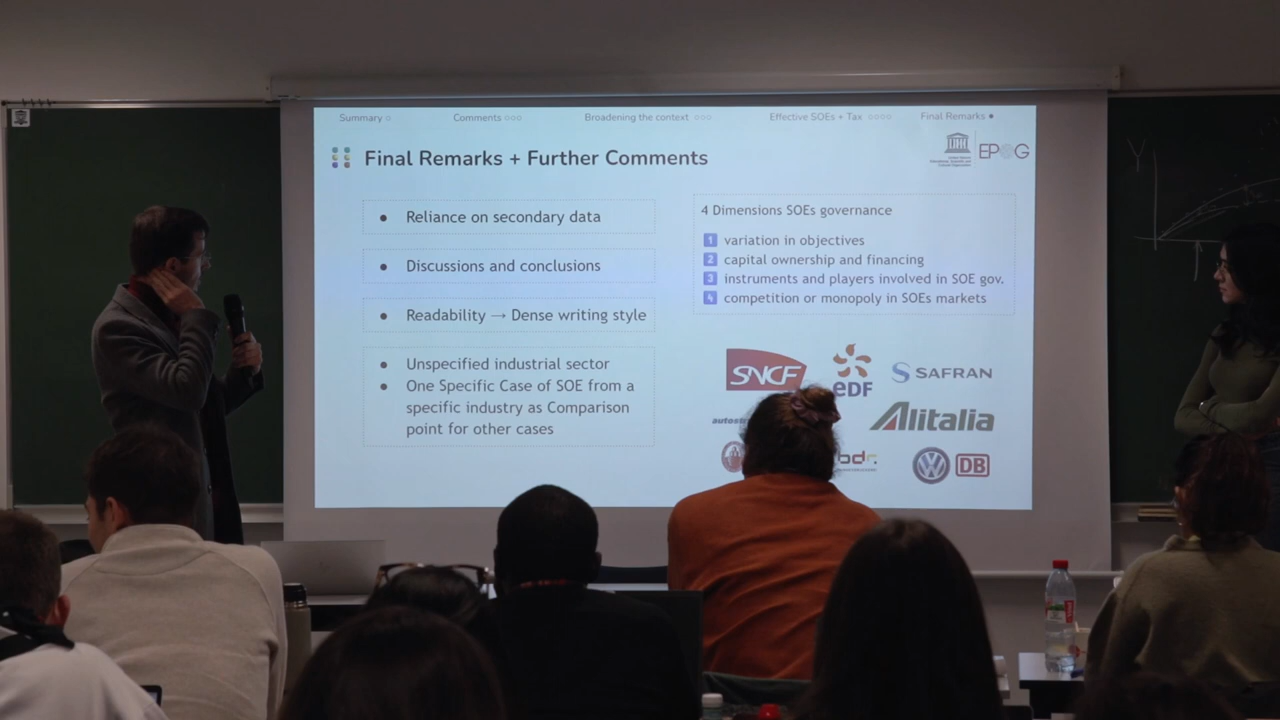 Summary
Comments
Broadening the context
Effective SOEs + Tax
Final Remarks
Final Remarks + Further Comments
EPOG
• Reliance on secondary data
• Discussions and conclusions
• Readability → Dense writing style
• Unspecified industrial sector
• One Specific Case of SOE from a
specific industry as Comparison
point for other cases
4 Dimensions SOEs governance
1 variation in objectives
2 capital ownership and financing
3 instruments and players involved in SOE gov.
4 competition or monopoly in SOEs markets
SNCF
eDF
SAFRAN
Alitalia
bdr.
DB
Y